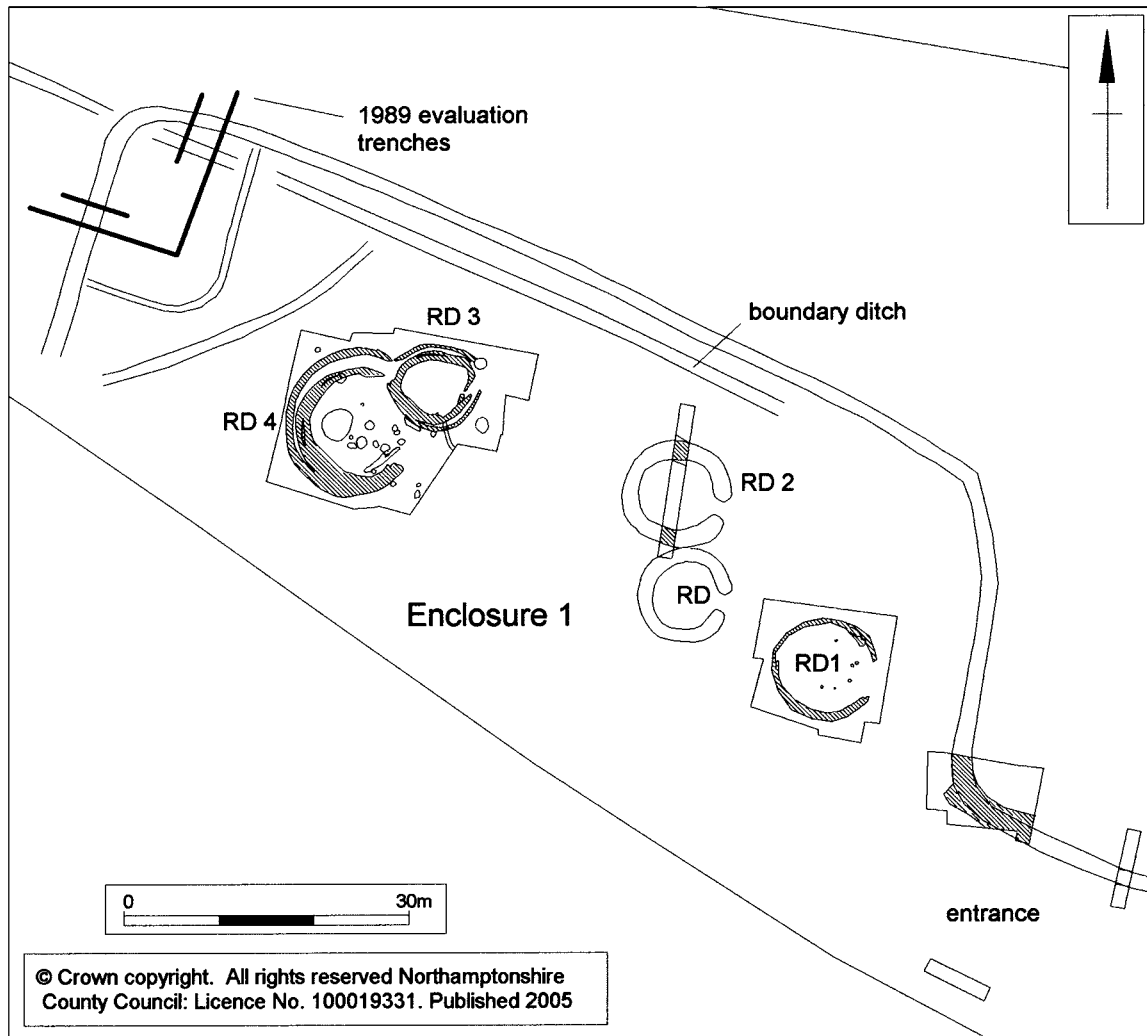 1989 evaluation
trenches
RD 3
boundary ditch
RD 4
RD 2
RD
Enclosure 1
RD1
0 30m
entrance
© Crown copyright. All rights reserved Northamptonshire
County Council: Licence No. 100019331. Published 2005